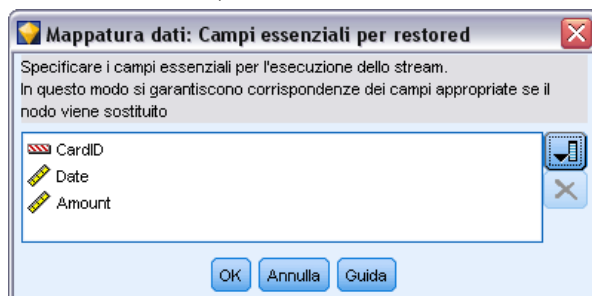 Mappatura dati: Campi essenziali per restored
Specificare i campi essenziali per l'esecuzione dello stream.
In questo modo si garantiscono corrispondenze dei campi appropriate se il
nodo viene sostituito
CardID
Date
Amount
OK Annulla Guida